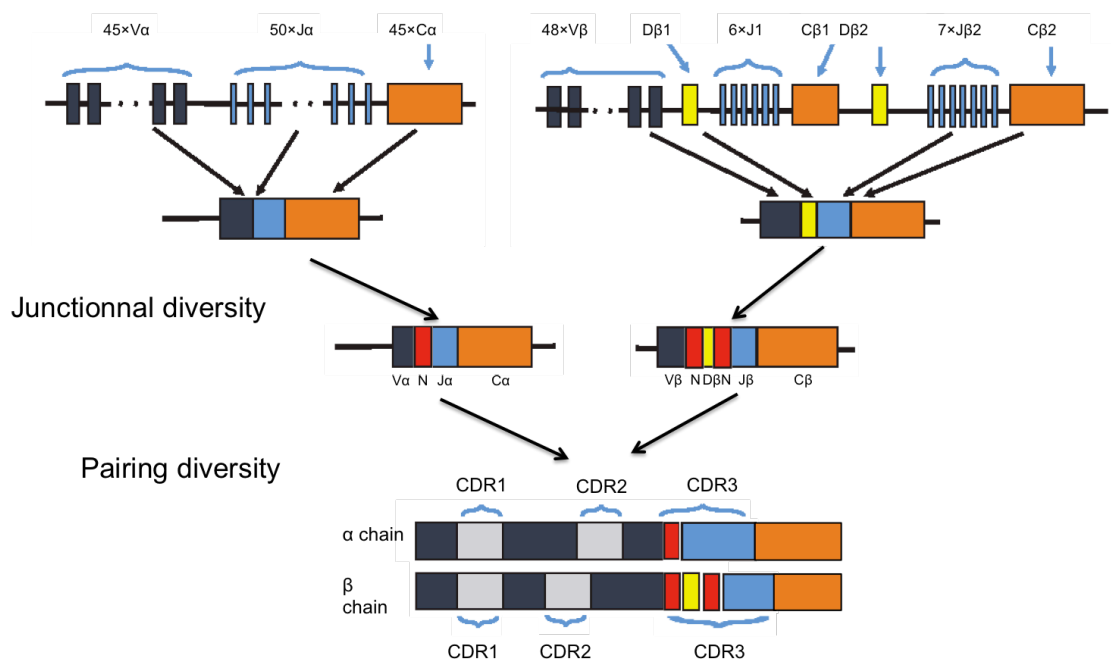 45×Vα 50×Jα 45×Cα 48×Vβ Dβ1 6×J1 Cβ1 Dβ2 7×Jβ2 Cβ2
Junctionnal diversity
Vα N Jα Cα Vβ N DβN Jβ Cβ
Pairing diversity
CDR1 CDR2 CDR3
α chain
β
chain
CDR1 CDR2 CDR3